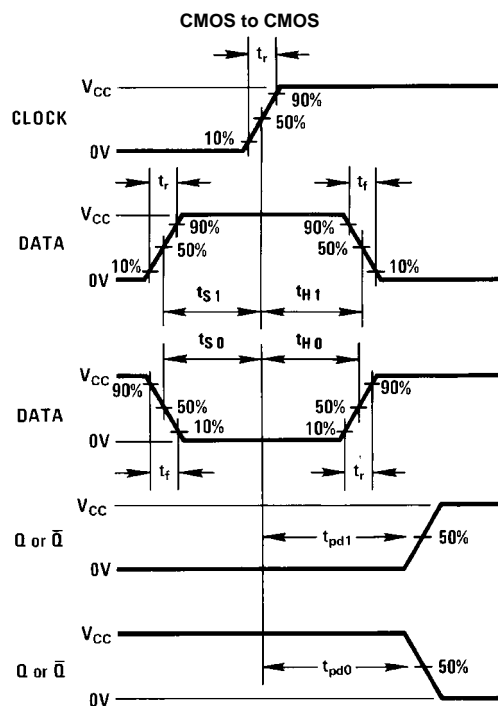 CMOS to CMOS
tr
VCC
CLOCK
90%
50%
10%
0V
tr
tf
VCC
DATA
90%
50%
10%
0V
90%
50%
10%
tS1
tH1
tS0
tH0
VCC
DATA
90%
50%
10%
0V
90%
50%
10%
tf
tr
VCC
Q or Q̅
tpd1
50%
0V
VCC
Q or Q̅
tpd0
50%
0V